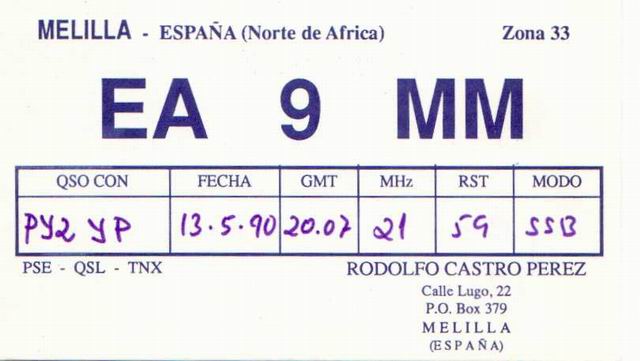 MELILLA - ESPAÑA (Norte de Africa) Zona 33
EA 9 MM
QSO CON FECHA GMT MHz RST MODO
PY2 YP 13.5.90 20.07 21 59 SSB
PSE - QSL - TNX RODOLFO CASTRO PEREZ
Calle Lugo, 22
P.O. Box 379
MELILLA
(ESPAÑA)